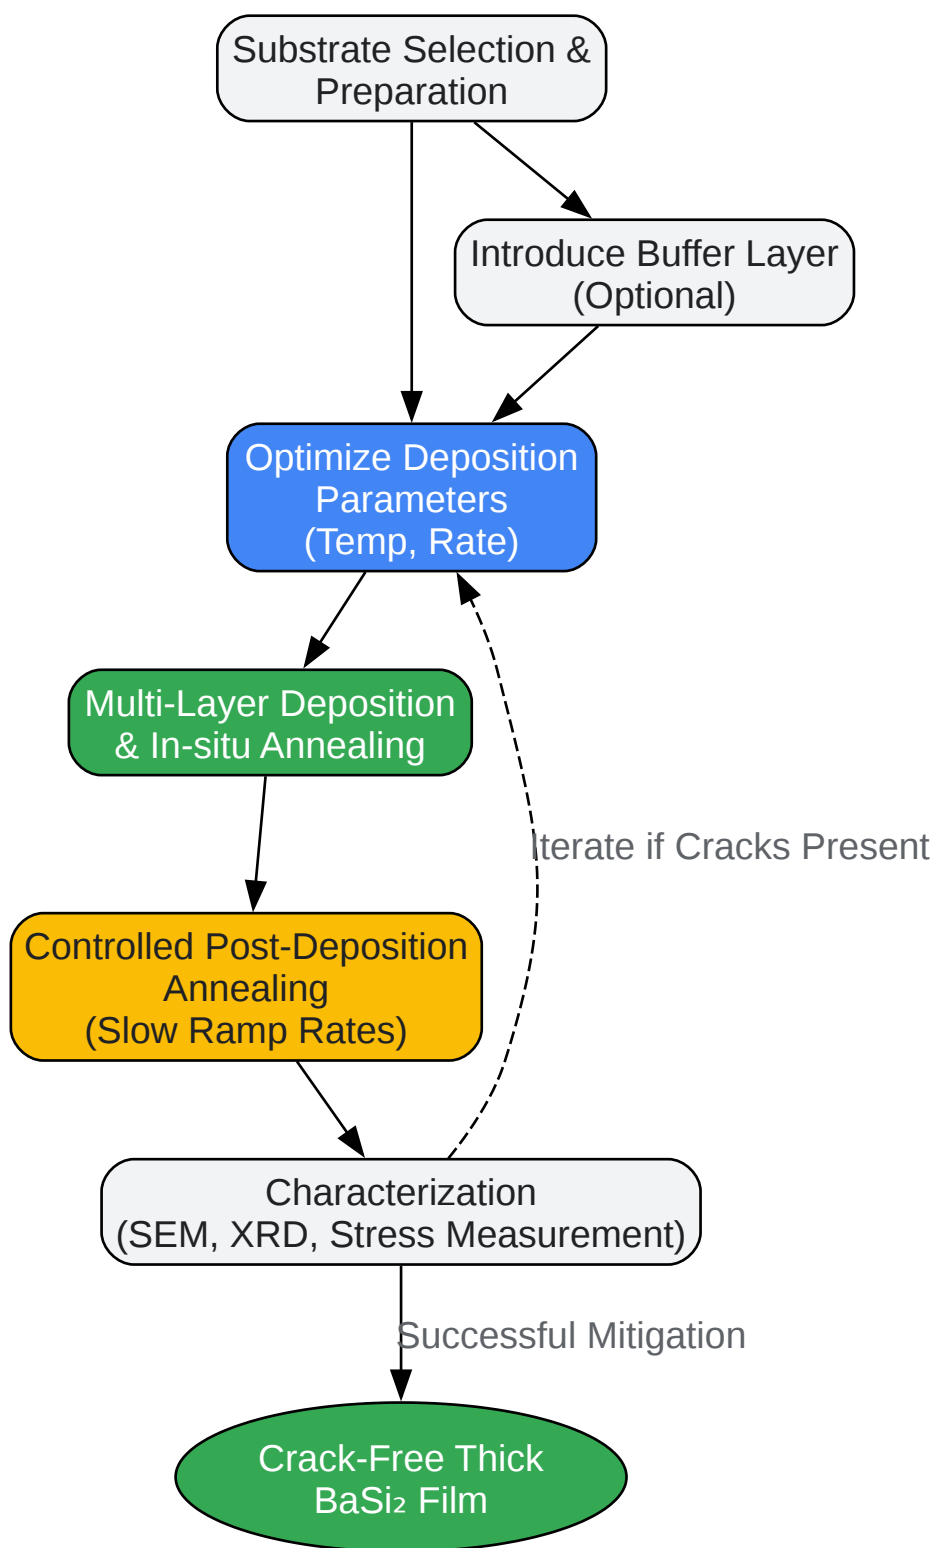 Substrate Selection &
Preparation
Introduce Buffer Layer
(Optional)
Optimize Deposition
Parameters
(Temp, Rate)
Multi-Layer Deposition
& In-situ Annealing
Iterate if Cracks Present
Controlled Post-Deposition
Annealing
(Slow Ramp Rates)
Characterization
(SEM, XRD, Stress Measurement)
Successful Mitigation
Crack-Free Thick
BaSi₂ Film